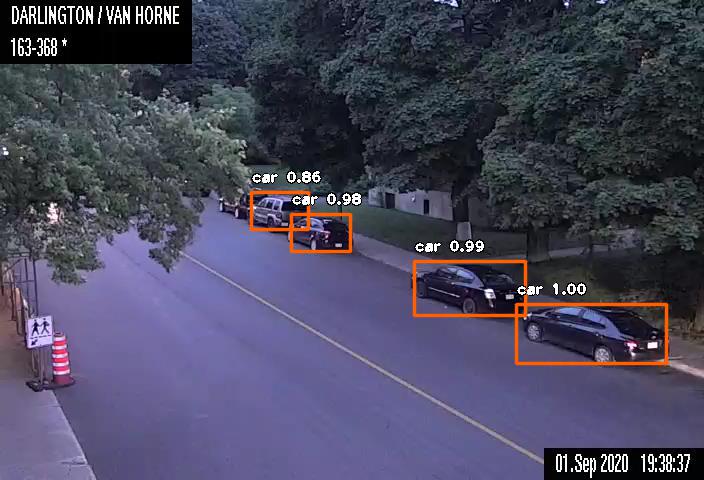 DARLINGTON / VAN HORNE
163-368 *
car 0.86
car 0.98
car 0.99
car 1.00
01.Sep 2020 19:38:37